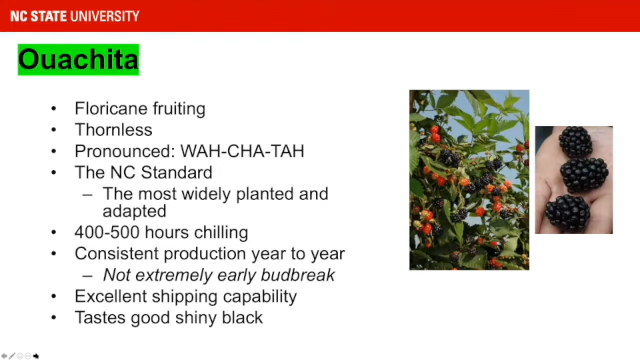 NC STATE UNIVERSITY
Ouachita
• Floricane fruiting
• Thornless
• Pronounced: WAH-CHA-TAH
• The NC Standard
– The most widely planted and
adapted
• 400-500 hours chilling
• Consistent production year to year
– Not extremely early budbreak
• Excellent shipping capability
• Tastes good shiny black